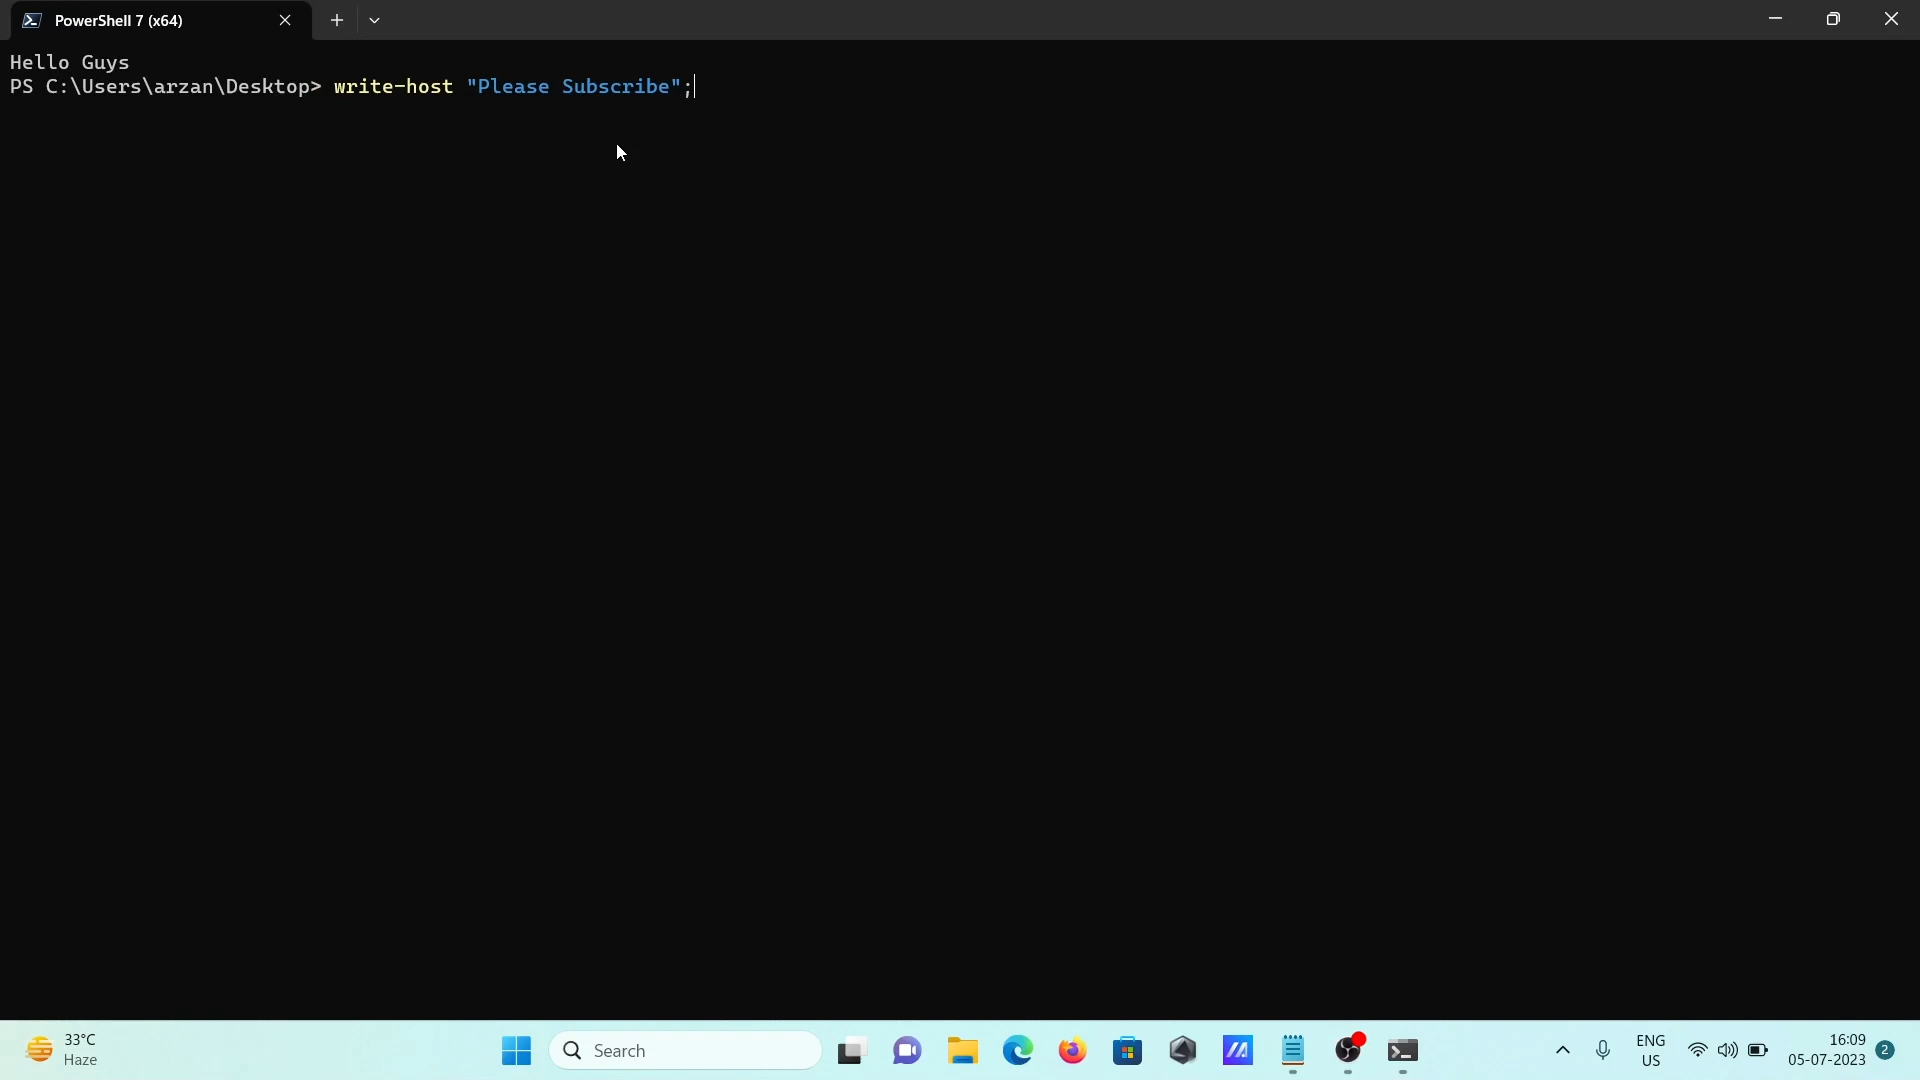 PowerShell 7 (x64)
Hello Guys
PS C:\Users\arzan\Desktop> write-host "Please Subscribe";
33°C
Haze
Search
ENG
US
16:09
05-07-2023
2